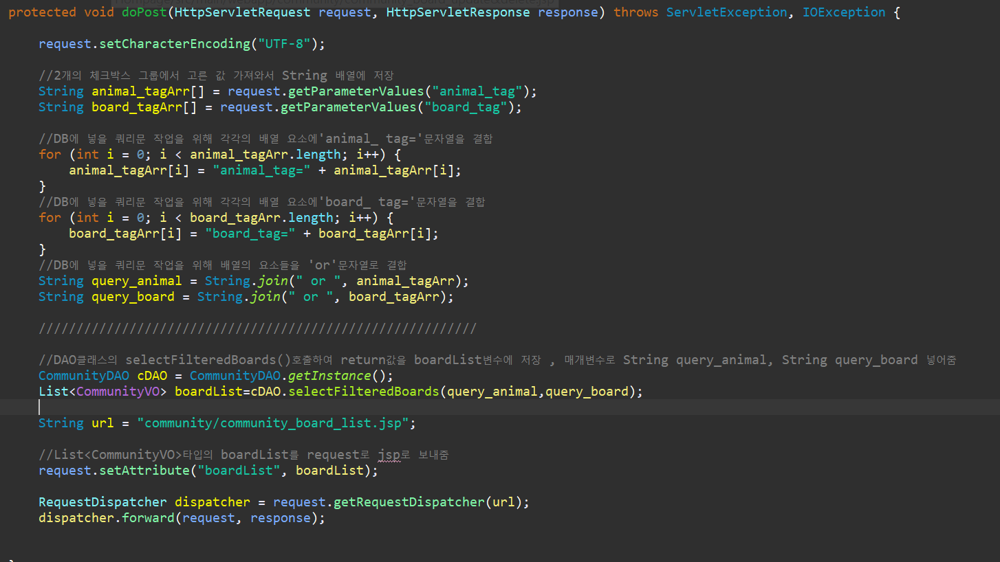 protected void doPost(HttpServletRequest request, HttpServletResponse response) throws ServletException, IOException {
request.setCharacterEncoding("UTF-8");
//2개의 체크박스 그룹에서 고른 값 가져와서 String 배열에 저장
String animal_tagArr[] = request.getParameterValues("animal_tag");
String board_tagArr[] = request.getParameterValues("board_tag");
//DB에 넣을 쿼리문 작업을 위해 각각의 배열 요소에'animal_ tag='문자열을 결합
for (int i = 0; i < animal_tagArr.length; i++) {
animal_tagArr[i] = "animal_tag=" + animal_tagArr[i];
}
//DB에 넣을 쿼리문 작업을 위해 각각의 배열 요소에'board_ tag='문자열을 결합
for (int i = 0; i < board_tagArr.length; i++) {
board_tagArr[i] = "board_tag=" + board_tagArr[i];
}
//DB에 넣을 쿼리문 작업을 위해 배열의 요소들을 'or'문자열로 결합
String query_animal = String.join(" or ", animal_tagArr);
String query_board = String.join(" or ", board_tagArr);
//////////////////////////////////////////////////////////
//DAO클래스의 selectFilteredBoards()호출하여 return값을 boardList변수에 저장 , 매개변수로 String query_animal, String query_board 넣어줌
CommunityDAO cDAO = CommunityDAO.getInstance();
List<CommunityVO> boardList=cDAO.selectFilteredBoards(query_animal,query_board);
String url = "community/community_board_list.jsp";
//List<CommunityVO>타입의 boardList를 request로 jsp로 보내줌
request.setAttribute("boardList", boardList);
RequestDispatcher dispatcher = request.getRequestDispatcher(url);
dispatcher.forward(request, response);